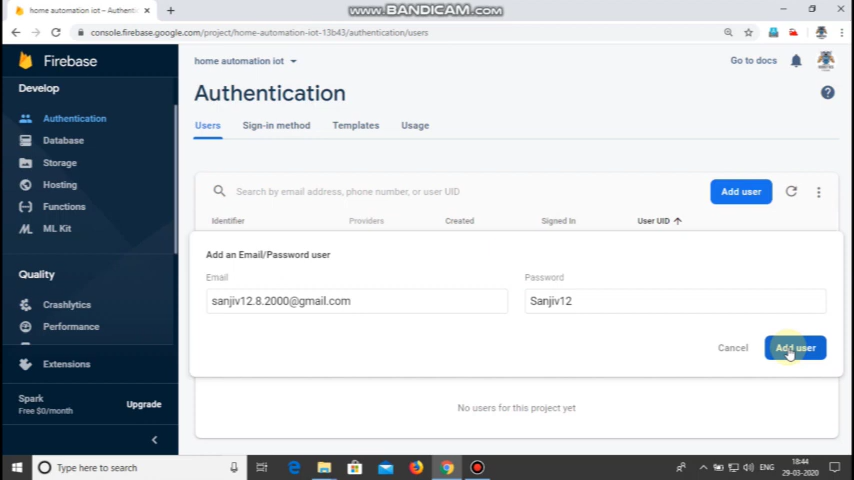 home automation iot – Authenti
www.BANDICAM.com
console.firebase.google.com/project/home-automation-iot-13b43/authentication/users
Firebase
home automation iot
Go to docs
Develop
Authentication
Database
Storage
Hosting
Functions
ML Kit
Quality
Crashlytics
Performance
Extensions
Spark
Free $0/month
Upgrade
Authentication
Users
Sign-in method
Templates
Usage
Search by email address, phone number, or user UID
Add user
Identifier
Providers
Created
Signed In
User UID
Add an Email/Password user
Email
Password
sanjiv12.8.2000@gmail.com
Sanjiv12
Cancel
Add user
No users for this project yet
Type here to search
ENG
18:44
29-03-2020